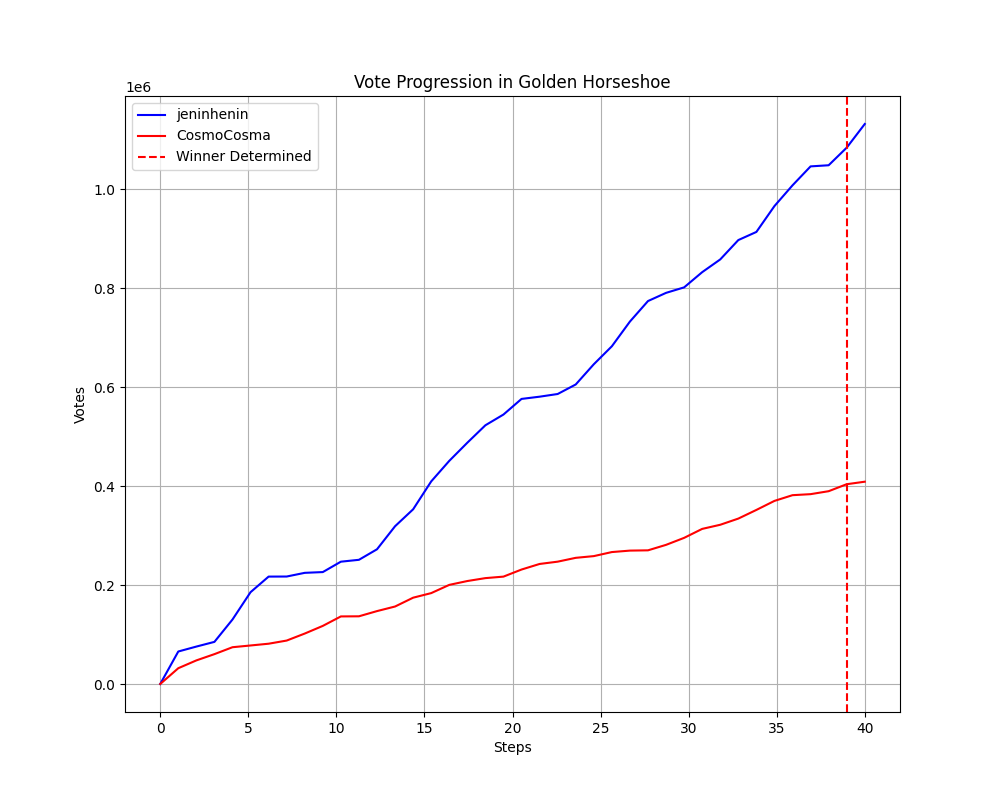 Vote Progression in Golden Horseshoe
1e6
jeninhenin
CosmoCosma
Winner Determined
1.0
0.8
0.6
0.4
0.2
0.0
Votes
0 5 10 15 20 25 30 35 40
Steps